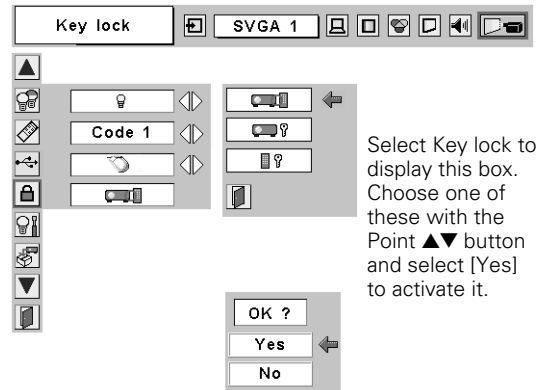 Key lock
SVGA 1
Code 1
Select Key lock to
display this box.
Choose one of
these with the
Point ▲▼ button
and select [Yes]
to activate it.
OK ?
Yes
No